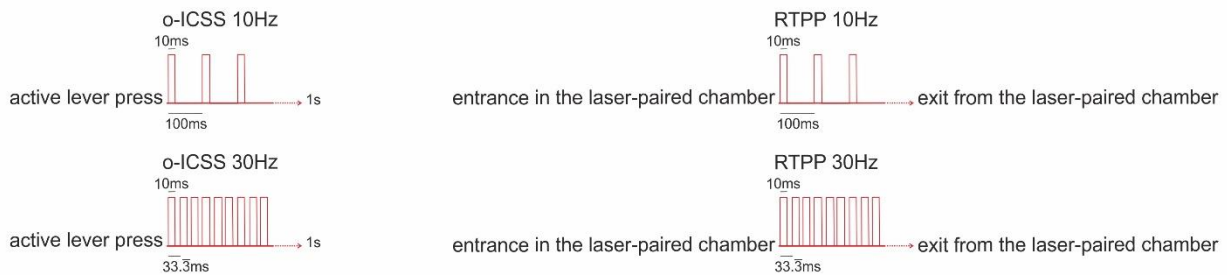 o-ICSS 10Hz
10ms
active lever press
1s
100ms
RTPP 10Hz
10ms
entrance in the laser-paired chamber
exit from the laser-paired chamber
100ms
o-ICSS 30Hz
10ms
active lever press
1s
33.3ms
RTPP 30Hz
10ms
entrance in the laser-paired chamber
exit from the laser-paired chamber
33.3ms